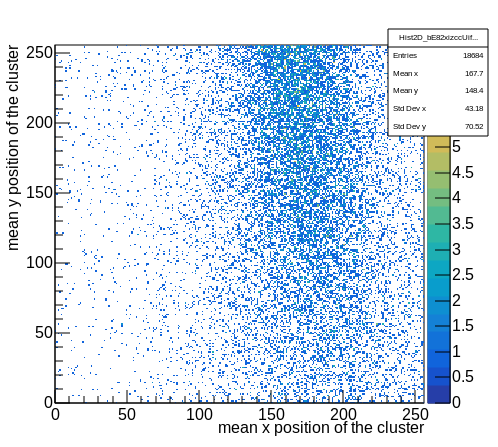 Hist2D_bE82xizccUif...
Entries 18684
Mean x 167.7
Mean y 148.4
Std Dev x 43.18
Std Dev y 70.52
mean y position of the cluster
250
200
150
100
50
0
0 50 100 150 200 250
mean x position of the cluster
5
4.5
4
3.5
3
2.5
2
1.5
1
0.5
0